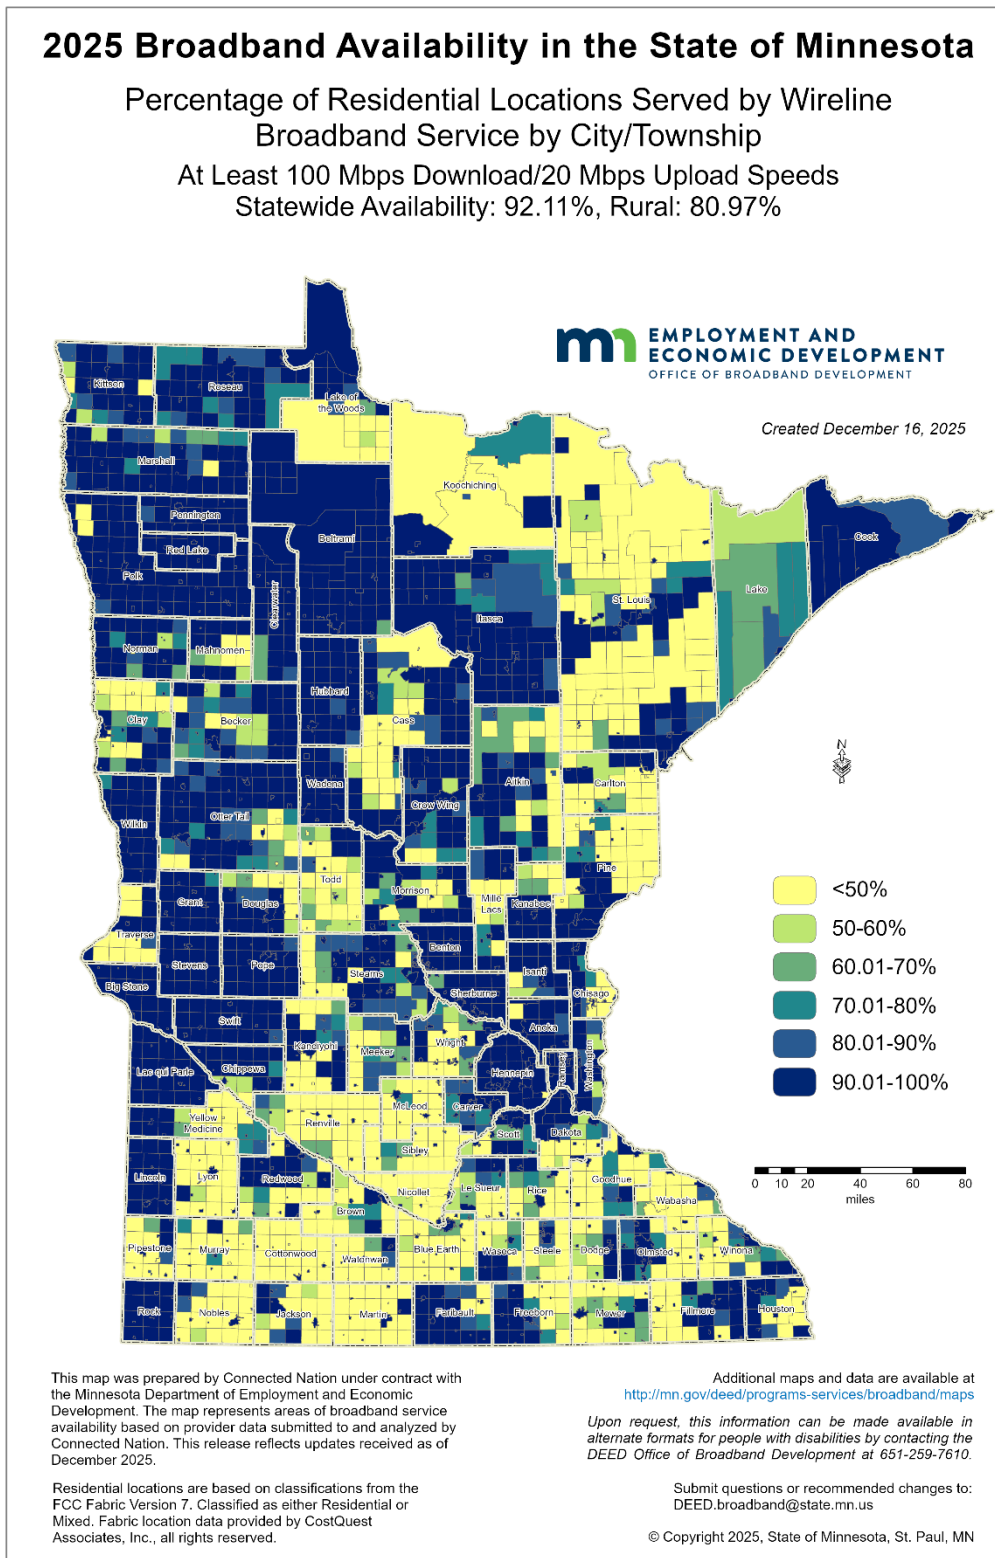 2025 Broadband Availability in the State of Minnesota
Percentage of Residential Locations Served by Wireline
Broadband Service by City/Township
At Least 100 Mbps Download/20 Mbps Upload Speeds
Statewide Availability: 92.11%, Rural: 80.97%
mn
EMPLOYMENT AND
ECONOMIC DEVELOPMENT
OFFICE OF BROADBAND DEVELOPMENT
Created December 16, 2025
Kittson
Roseau
Lake of
the Woods
Marshall
Koochiching
Pennington
Red Lake
Beltrami
Cook
Polk
Clearwater
Itasca
St. Louis
Lake
Norman
Mahnomen
Hubbard
Clay
Becker
Cass
N
Wadena
Crow Wing
Aitkin
Carlton
Wilkin
Otter Tail
Todd
Morrison
Mille
Lacs
Kanabec
Pine
Grant
Douglas
Traverse
Benton
Stevens
Pope
Stearns
Isanti
Big Stone
Sherburne
Chisago
Swift
Anoka
Kandiyohi
Meeker
Wright
Lac qui Parle
Chippewa
Hennepin
Ramsey
Washington
McLeod
Carver
Yellow
Medicine
Renville
Scott
Dakota
Sibley
Lincoln
Lyon
Redwood
Nicollet
Le Sueur
Rice
Goodhue
Wabasha
Brown
Pipestone
Murray
Cottonwood
Watonwan
Blue Earth
Waseca
Steele
Dodge
Olmsted
Winona
Rock
Nobles
Jackson
Martin
Faribault
Freeborn
Mower
Fillmore
Houston
<50%
50-60%
60.01-70%
70.01-80%
80.01-90%
90.01-100%
0 10 20 40 60 80
miles
This map was prepared by Connected Nation under contract with
the Minnesota Department of Employment and Economic
Development. The map represents areas of broadband service
availability based on provider data submitted to and analyzed by
Connected Nation. This release reflects updates received as of
December 2025.
Residential locations are based on classifications from the
FCC Fabric Version 7. Classified as either Residential or
Mixed. Fabric location data provided by CostQuest
Associates, Inc., all rights reserved.
Additional maps and data are available at
http://mn.gov/deed/programs-services/broadband/maps
Upon request, this information can be made available in
alternate formats for people with disabilities by contacting the
DEED Office of Broadband Development at 651-259-7610.
Submit questions or recommended changes to:
DEED.broadband@state.mn.us
© Copyright 2025, State of Minnesota, St. Paul, MN